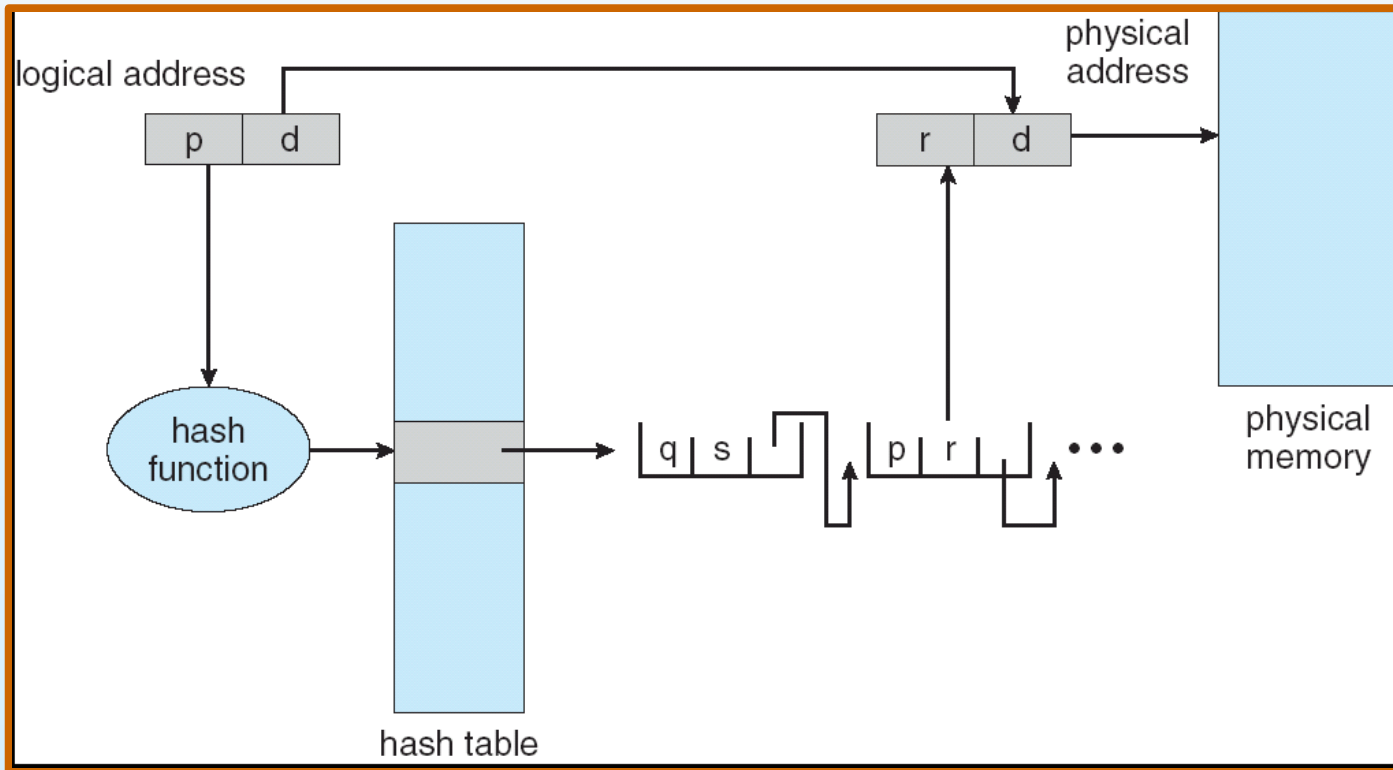 logical address
p d
physical
address
r d
hash
function
q s
p r
•••
physical
memory
hash table